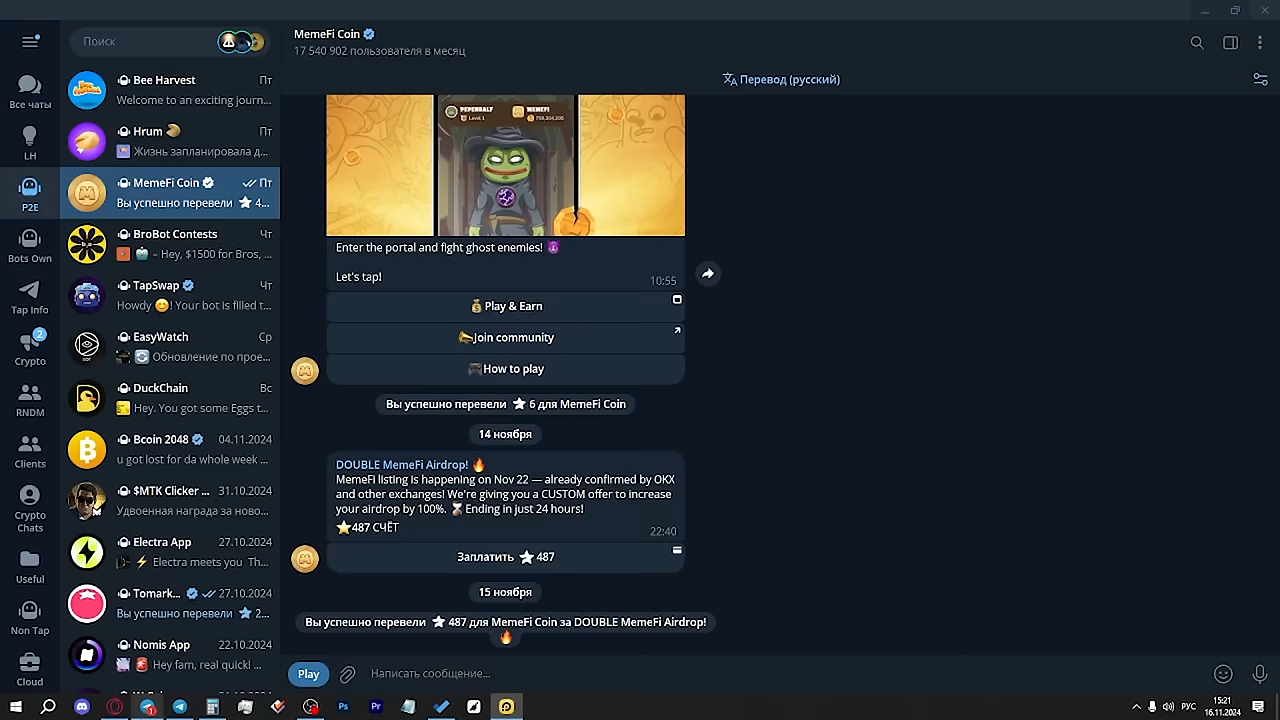 Поиск
Все чаты
LH
P2E
Bots Own
Tap Info
2
Crypto
RNDM
Clients
Crypto
Chats
Useful
Non Tap
Cloud
Bee Harvest
Пт
Welcome to an exciting journ...
Hrum
Пт
Жизнь запланировала д...
MemeFi Coin
Пт
Вы успешно перевели ⭐ 4...
BroBot Contests
Чт
– Hey, $1500 for Bros, ...
TapSwap
Чт
Howdy 😊! Your bot is filled t...
EasyWatch
Ср
Обновление по прое...
DuckChain
Вс
Hey. You got some Eggs t...
Bcoin 2048
04.11.2024
u got lost for da whole week ...
$MTK Clicker ...
31.10.2024
Удвоенная награда за ново...
Electra App
27.10.2024
⚡ Electra meets you Th...
Tomark...
27.10.2024
Вы успешно перевели ⭐ 2...
Nomis App
22.10.2024
Hey fam, real quick! ...
MemeFi Coin
17 540 902 пользователя в месяц
Перевод (русский)
PEPENDALF
Level 1
MEMEFI
Enter the portal and fight ghost enemies! 😈
Let's tap!
10:55
💰Play & Earn
📣Join community
🎮How to play
Вы успешно перевели ⭐ 6 для MemeFi Coin
14 ноября
DOUBLE MemeFi Airdrop! 🔥
MemeFi listing is happening on Nov 22 — already confirmed by OKX
and other exchanges! We're giving you a CUSTOM offer to increase
your airdrop by 100%. ⏳Ending in just 24 hours!
⭐487 СЧЁТ
22:40
Заплатить ⭐ 487
15 ноября
Вы успешно перевели ⭐ 487 для MemeFi Coin за DOUBLE MemeFi Airdrop!
🔥
Play
Написать сообщение...
Ps
Pr
РУС
15:21
16.11.2024